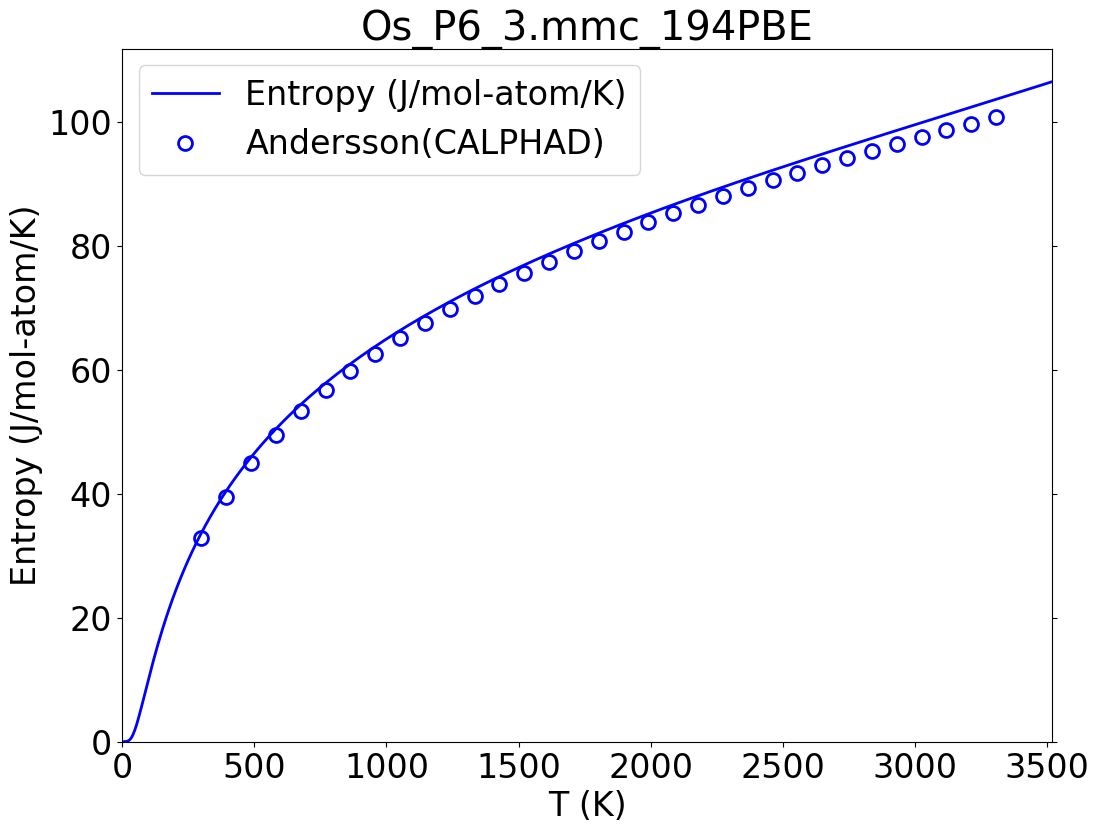 Os_P6_3.mmc_194PBE
Entropy (J/mol-atom/K)
Andersson(CALPHAD)
Entropy (J/mol-atom/K)
100
80
60
40
20
0
0 500 1000 1500 2000 2500 3000 3500
T (K)